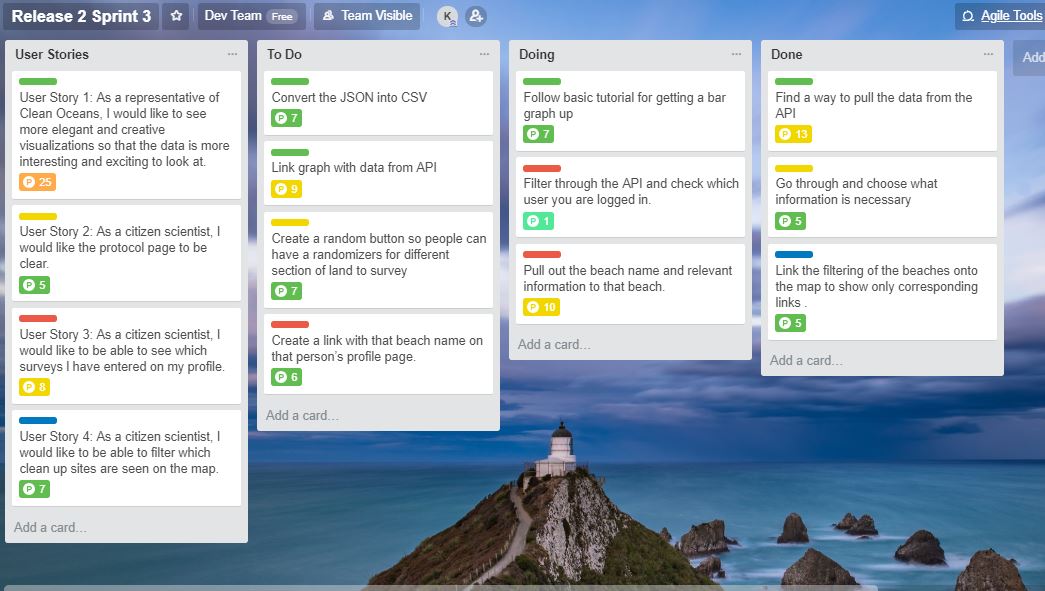 Release 2 Sprint 3
Dev Team Free
Team Visible
K
Agile Tools
User Stories
User Story 1: As a representative of
Clean Oceans, I would like to see
more elegant and creative
visualizations so that the data is more
interesting and exciting to look at.
P 25
User Story 2: As a citizen scientist, I
would like the protocol page to be
clear.
P 5
User Story 3: As a citizen scientist, I
would like to be able to see which
surveys I have entered on my profile.
P 8
User Story 4: As a citizen scientist, I
would like to be able to filter which
clean up sites are seen on the map.
P 7
Add a card…
To Do
Convert the JSON into CSV
P 7
Link graph with data from API
P 9
Create a random button so people can
have a randomizers for different
section of land to survey
P 7
Create a link with that beach name on
that person's profile page.
P 6
Add a card…
Doing
Follow basic tutorial for getting a bar
graph up
P 7
Filter through the API and check which
user you are logged in.
P 1
Pull out the beach name and relevant
information to that beach.
P 10
Add a card…
Done
Find a way to pull the data from the
API
P 13
Go through and choose what
information is necessary
P 5
Link the filtering of the beaches onto
the map to show only corresponding
links .
P 5
Add a card…
Add